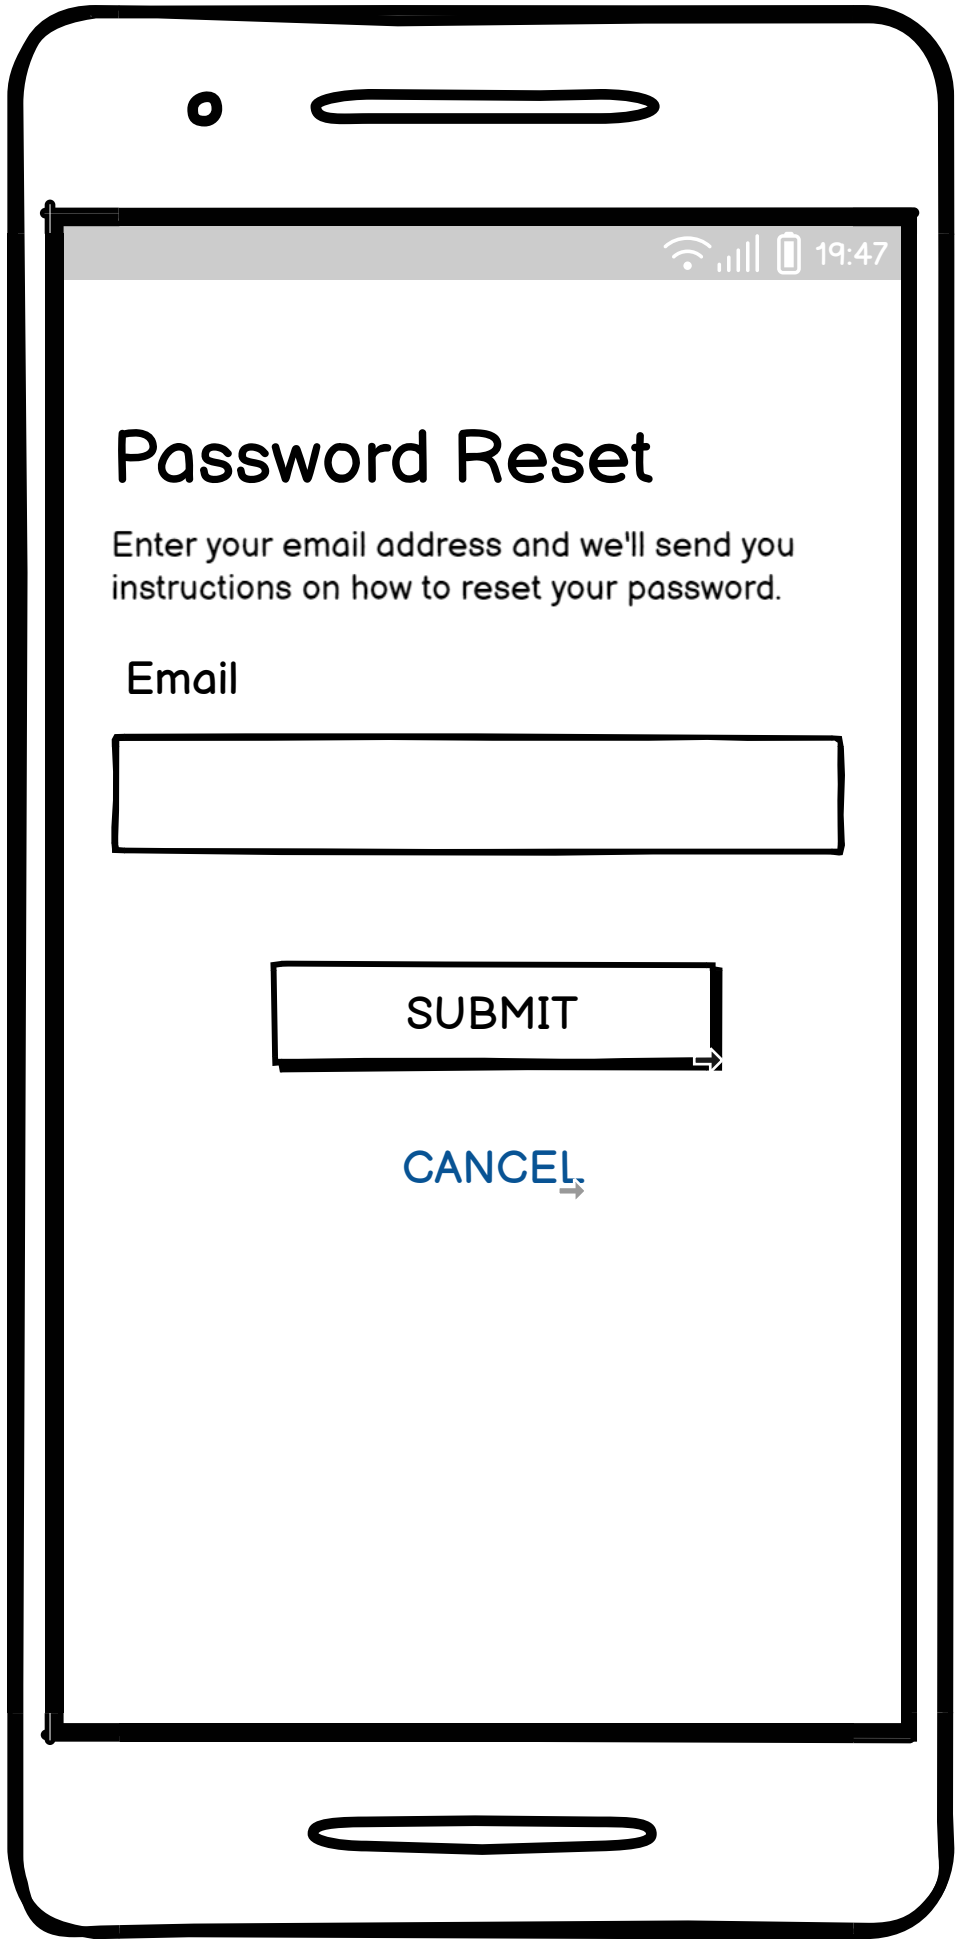 19:47
Password Reset
Enter your email address and we'll send you
instructions on how to reset your password.
Email
SUBMIT
CANCEL